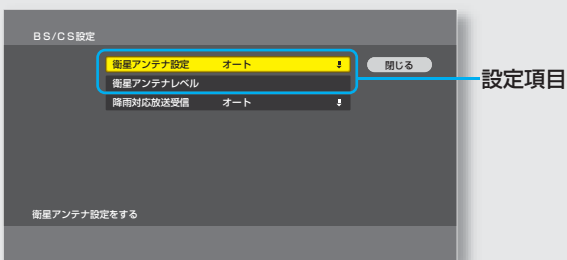 BS/CS設定
衛星アンテナ設定 オート
閉じる
衛星アンテナレベル
設定項目
降雨対応放送受信 オート
衛星アンテナ設定をする